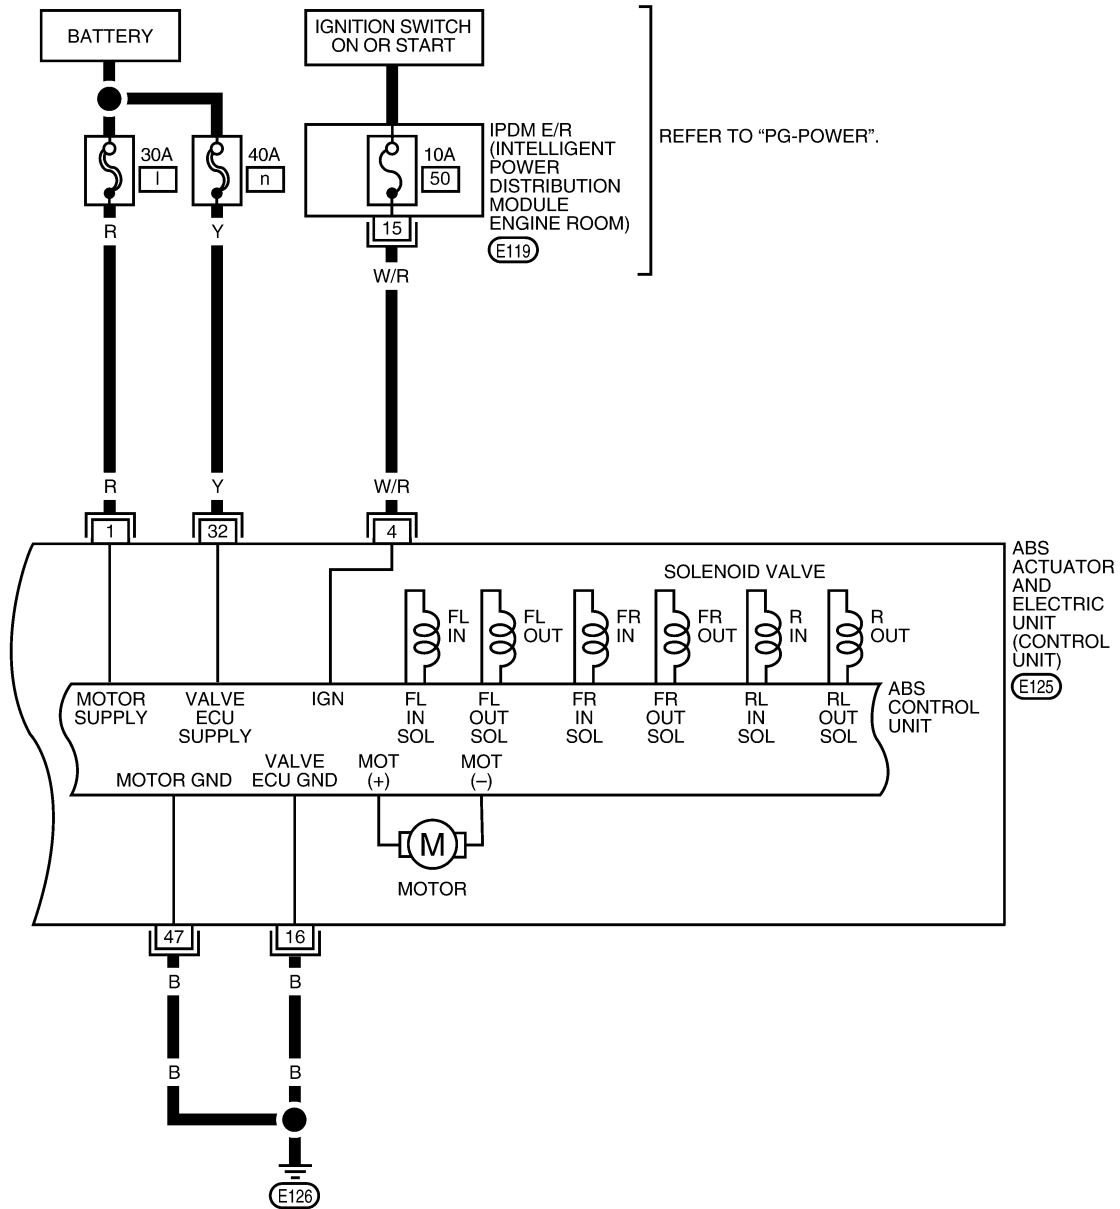 BATTERY
IGNITION SWITCH
ON OR START
IPDM E/R
(INTELLIGENT
POWER
DISTRIBUTION
MODULE
ENGINE ROOM)
E119
REFER TO “PG-POWER”.
30A
l
40A
n
10A
50
15
R
Y
W/R
R
Y
W/R
1
32
4
ABS
ACTUATOR
AND
ELECTRIC
UNIT
(CONTROL
UNIT)
E125
SOLENOID VALVE
FL
IN
FL
OUT
FR
IN
FR
OUT
R
IN
R
OUT
MOTOR
SUPPLY
VALVE
ECU
SUPPLY
IGN
FL
IN
SOL
FL
OUT
SOL
FR
IN
SOL
FR
OUT
SOL
RL
IN
SOL
RL
OUT
SOL
ABS
CONTROL
UNIT
MOTOR GND
VALVE
ECU GND
MOT
(+)
MOT
(–)
M
MOTOR
47
16
B
B
B
B
E126